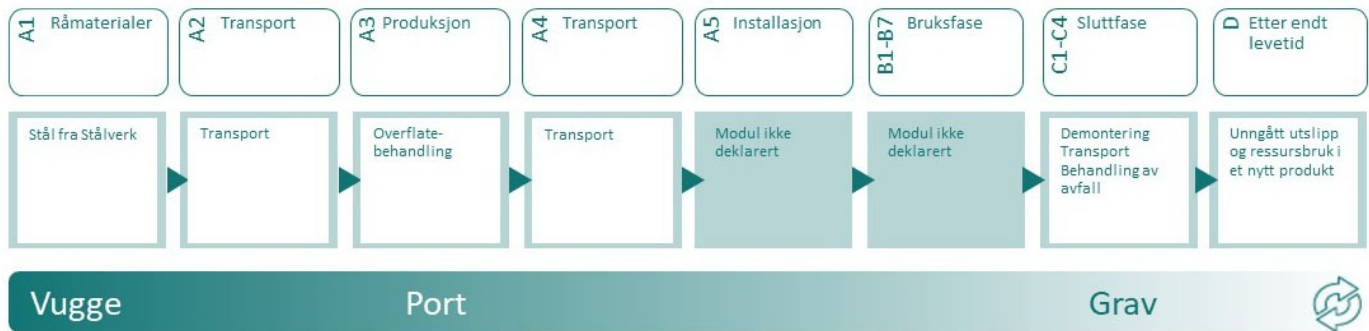 A1 Råmaterialer
A2 Transport
A3 Produksjon
A4 Transport
A5 Installasjon
B1-B7 Bruksfase
C1-C4 Sluttfase
D Etter endt
levetid
Stål fra Stålverk
Transport
Overflate-
behandling
Transport
Modul ikke
deklarert
Modul ikke
deklarert
Demontering
Transport
Behandling av
avfall
Unngått utslipp
og ressursbruk i
et nytt produkt
Vugge
Port
Grav